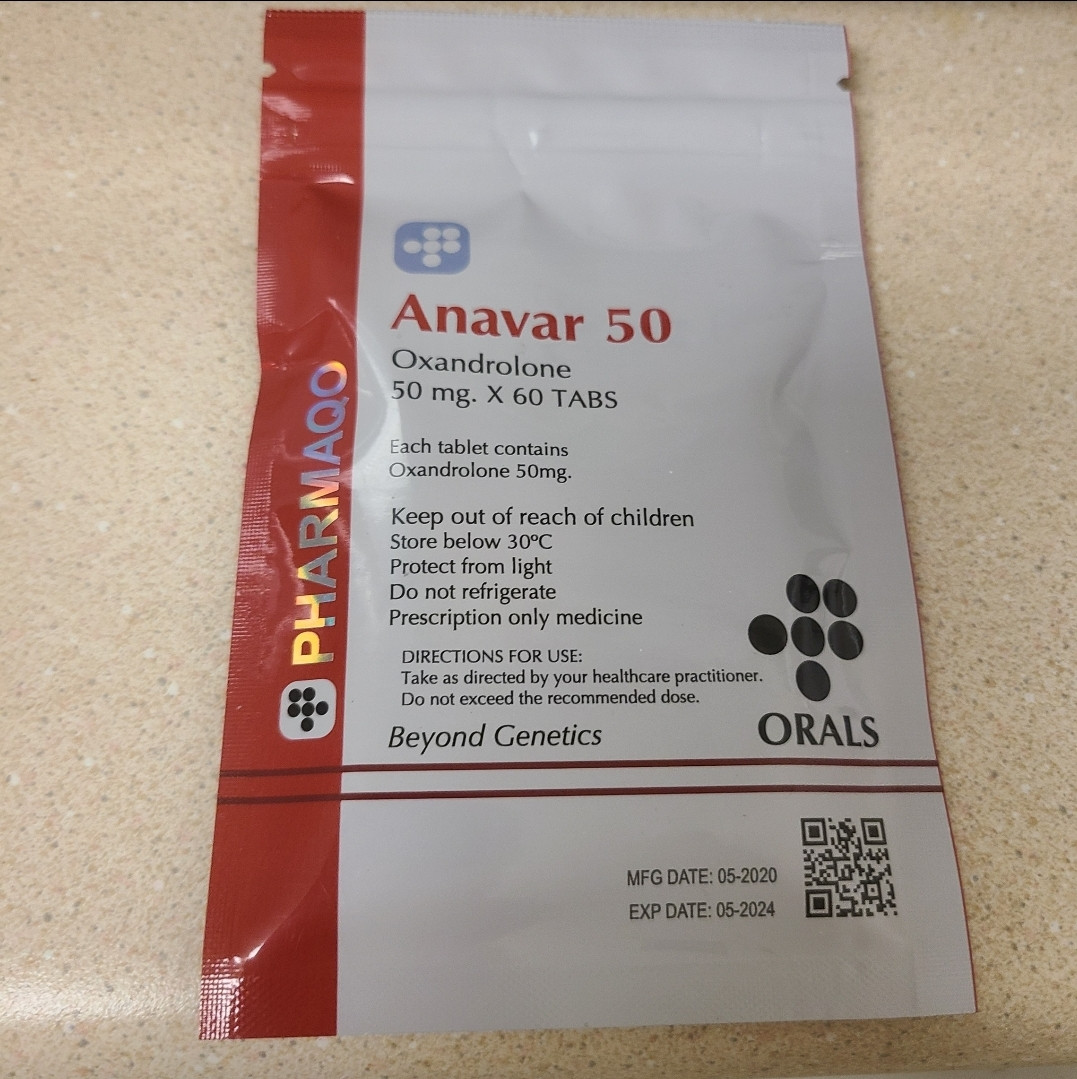 PHARMAQO
Anavar 50
Oxandrolone
50 mg. X 60 TABS
Each tablet contains
Oxandrolone 50mg.
Keep out of reach of children
Store below 30ºC
Protect from light
Do not refrigerate
Prescription only medicine
DIRECTIONS FOR USE:
Take as directed by your healthcare practitioner.
Do not exceed the recommended dose.
Beyond Genetics
ORALS
MFG DATE: 05-2020
EXP DATE: 05-2024